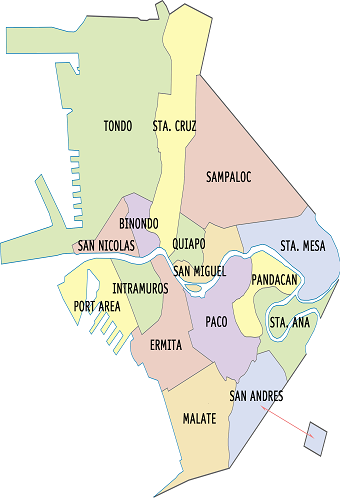 TONDO
STA. CRUZ
SAMPALOC
BINONDO
SAN NICOLAS
QUIAPO
STA. MESA
SAN MIGUEL
PANDACAN
INTRAMUROS
PORT AREA
PACO
STA. ANA
ERMITA
SAN ANDRES
MALATE